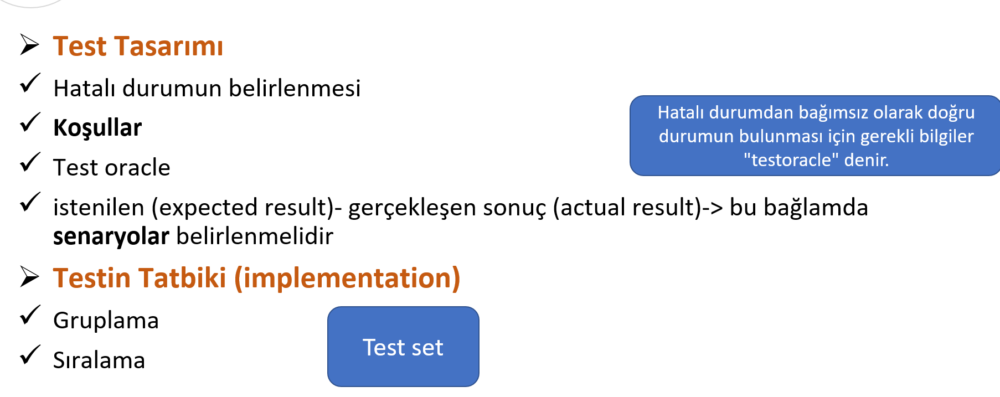 Test Tasarımı
Hatalı durumun belirlenmesi
Koşullar
Hatalı durumdan bağımsız olarak doğru
durumun bulunması için gerekli bilgiler
"testoracle" denir.
Test oracle
istenilen (expected result)- gerçekleşen sonuç (actual result)-> bu bağlamda
senaryolar belirlenmelidir
Testin Tatbiki (implementation)
Gruplama
Sıralama
Test set